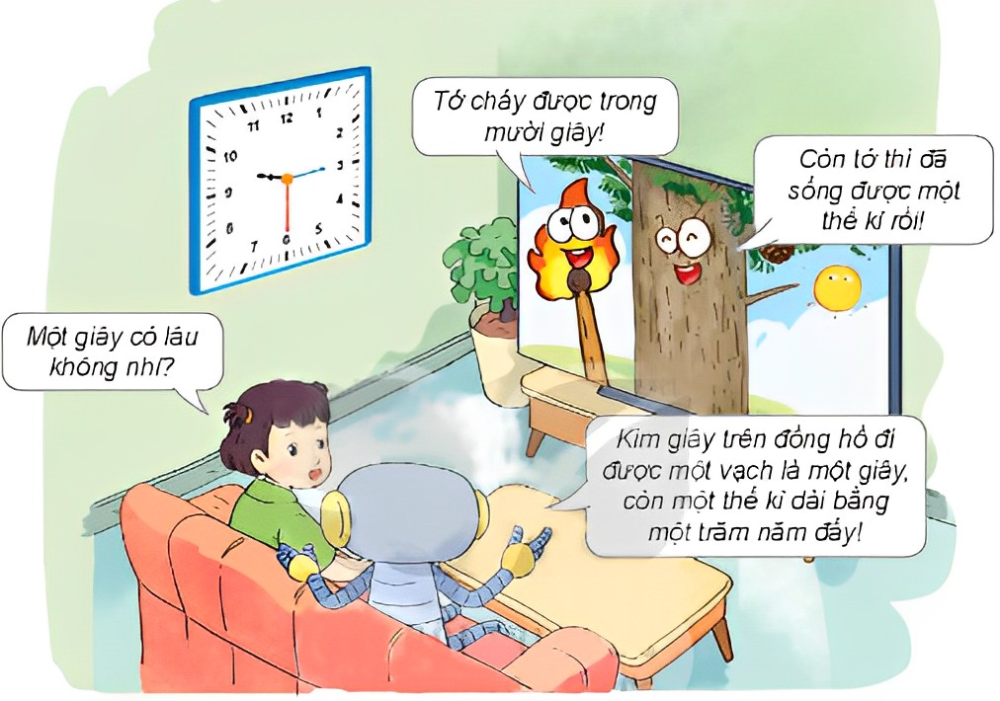 Tớ cháy được trong
mười giây!
Còn tớ thì đã
sống được một
thế kỉ rồi!
11 12 1
10 2
9 3
8 4
7 6 5
Một giây có lâu
không nhỉ?
Kim giây trên đồng hồ đi
được một vạch là một giây,
còn một thế kỉ dài bằng
một trăm năm đấy!